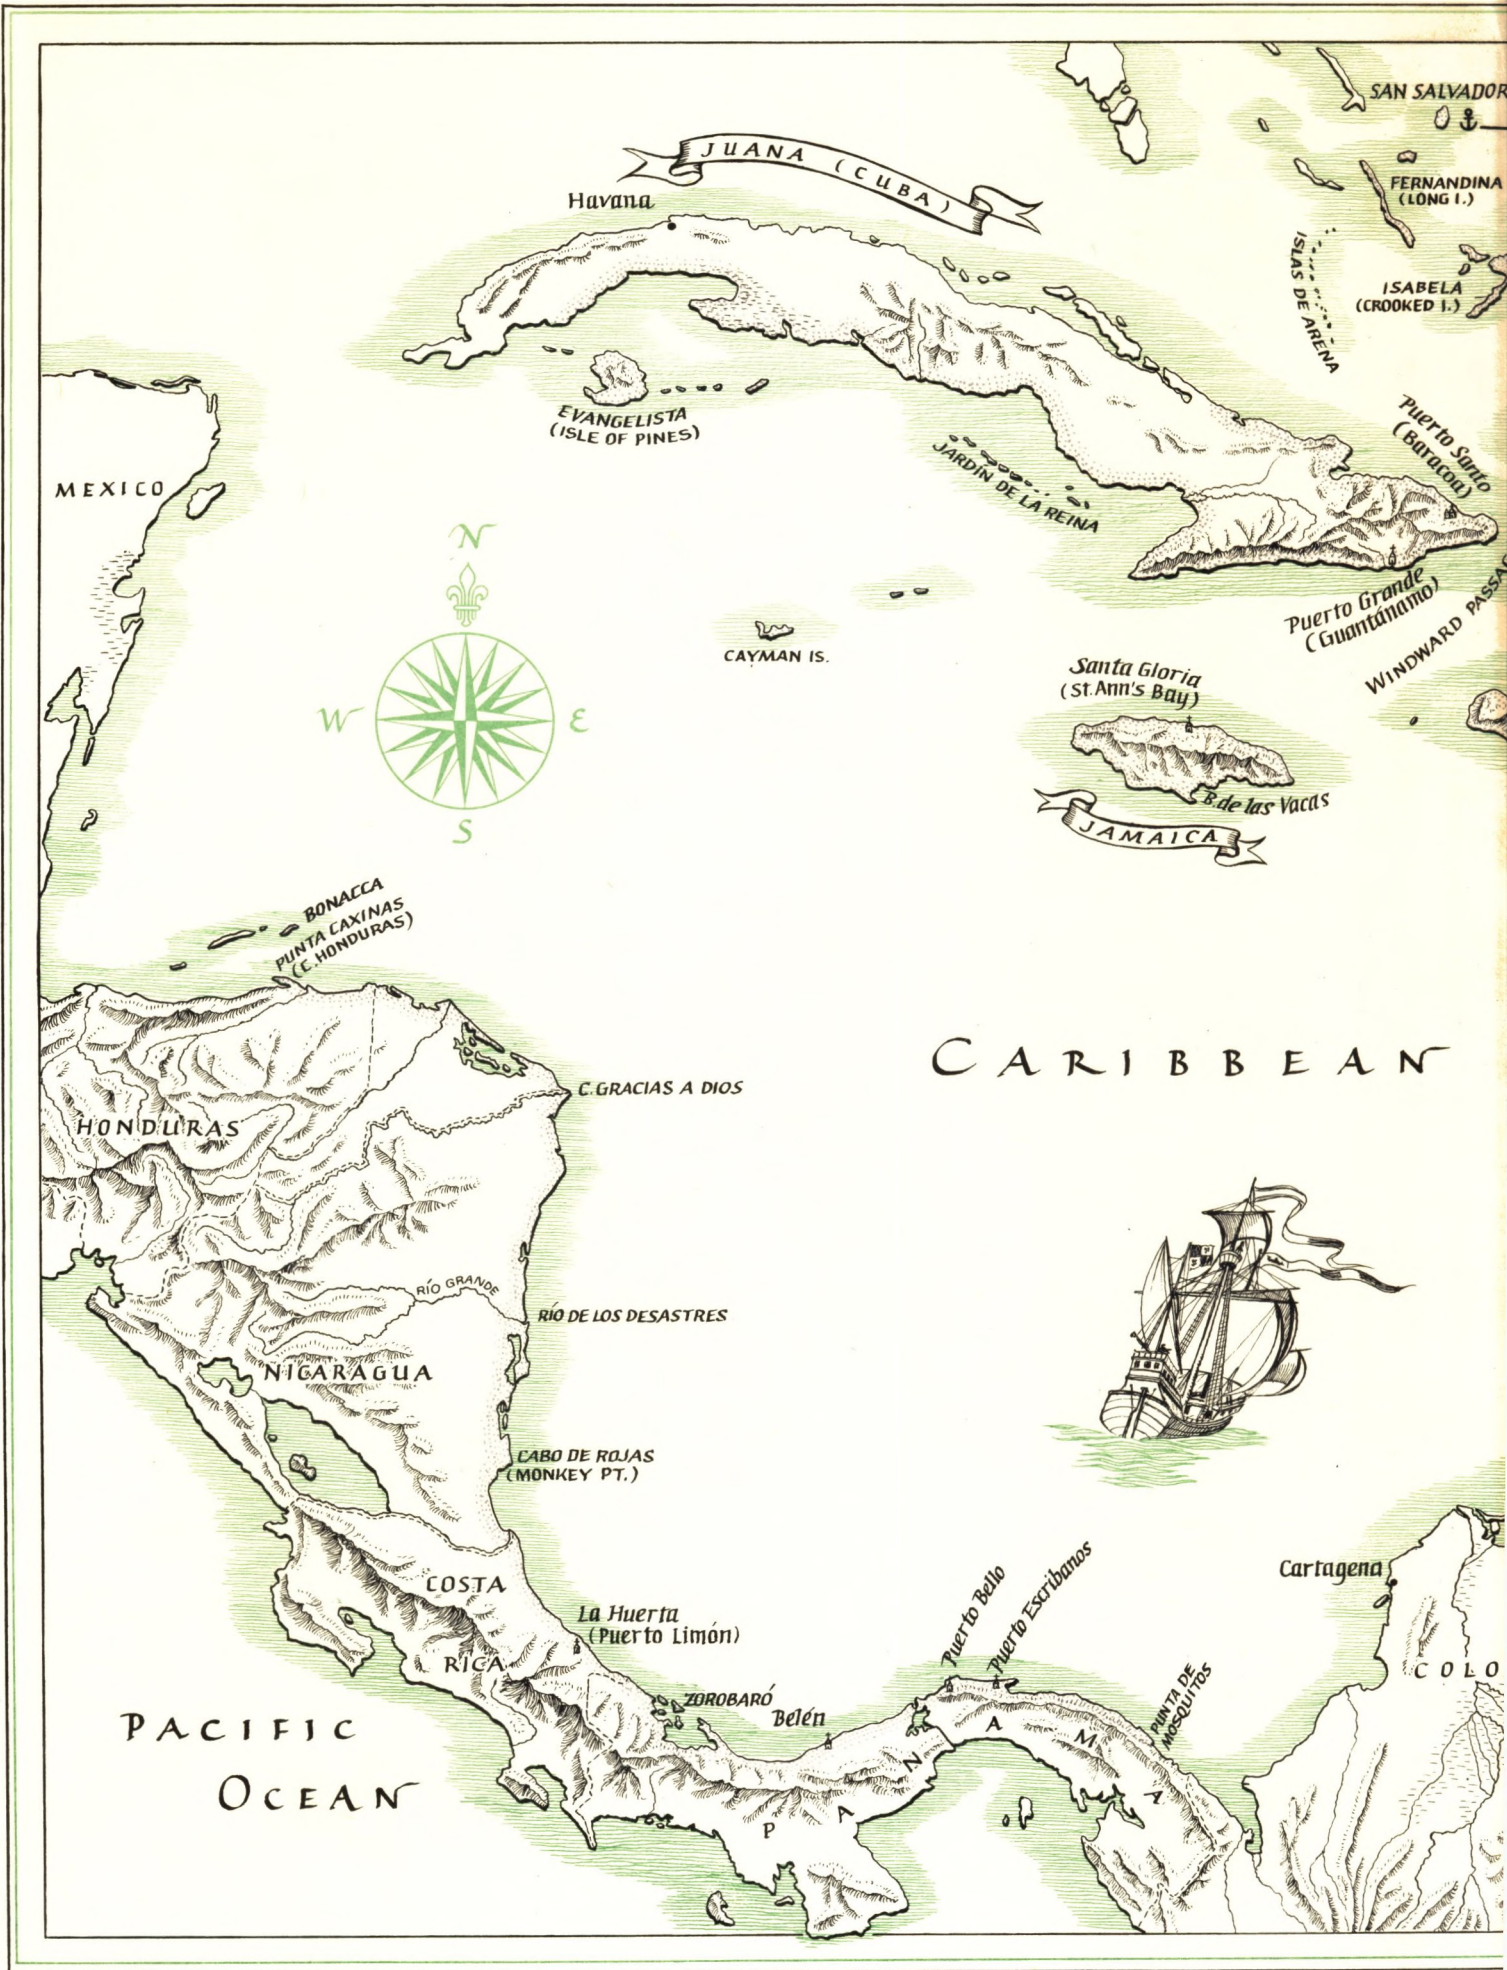 SAN SALVADOR
JUANA (CUBA)
Havana
FERNANDINA
(LONG I.)
ISLAS DE ARENA
ISABELA
(CROOKED I.)
EVANGELISTA
(ISLE OF PINES)
Puerto Santo
(Baracoa)
JARDÍN DE LA REINA
MEXICO
N
W
E
S
CAYMAN IS.
Puerto Grande
(Guantánamo)
WINDWARD PASSA
Santa Gloria
(St. Ann's Bay)
B. de las Vacas
JAMAICA
BONACCA
PUNTA CAXINAS
(C. HONDURAS)
CARIBBEAN
C. GRACIAS A DIOS
HONDURAS
RÍO GRANDE
RÍO DE LOS DESASTRES
NICARAGUA
CABO DE ROJAS
(MONKEY PT.)
Cartagena
COSTA
RICA
La Huerta
(Puerto Limón)
Puerto Bello
Puerto Escribanos
COLO
ZOROBARÓ
Belén
PUNTA DE
MOSQUITOS
PACIFIC
OCEAN
PANAMA